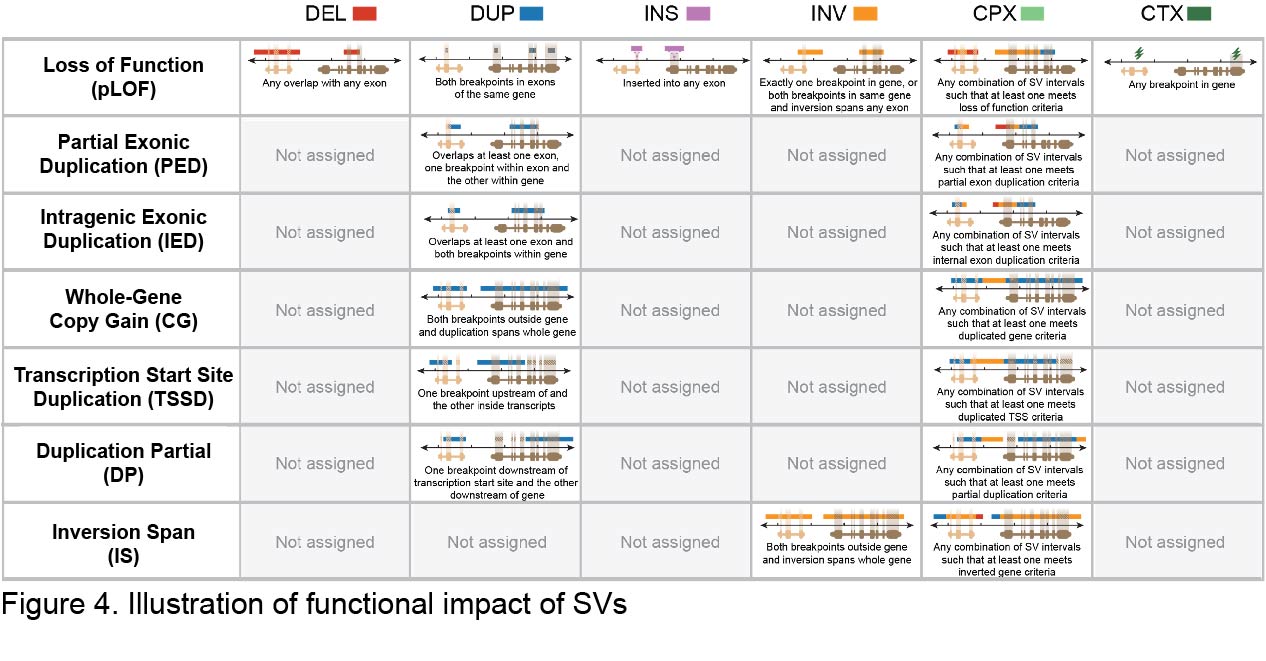 DEL DUP INS INV CPX CTX
Loss of Function
(pLOF)
Any overlap with any exon
Both breakpoints in exons
of the same gene
Inserted into any exon
Exactly one breakpoint in gene, or
both breakpoints in same gene
and inversion spans any exon
Any combination of SV intervals
such that at least one meets
loss of function criteria
Any breakpoint in gene
Partial Exonic
Duplication (PED)
Not assigned
Overlaps at least one exon,
one breakpoint within exon and
the other within gene
Not assigned
Not assigned
Any combination of SV intervals
such that at least one meets
partial exon duplication criteria
Not assigned
Intragenic Exonic
Duplication (IED)
Not assigned
Overlaps at least one exon and
both breakpoints within gene
Not assigned
Not assigned
Any combination of SV intervals
such that at least one meets
internal exon duplication criteria
Not assigned
Whole-Gene
Copy Gain (CG)
Not assigned
Both breakpoints outside gene
and duplication spans whole gene
Not assigned
Not assigned
Any combination of SV intervals
such that at least one meets
duplicated gene criteria
Not assigned
Transcription Start Site
Duplication (TSSD)
Not assigned
One breakpoint upstream of and
the other inside transcripts
Not assigned
Not assigned
Any combination of SV intervals
such that at least one meets
duplicated TSS criteria
Not assigned
Duplication Partial
(DP)
Not assigned
One breakpoint downstream of
transcription start site and the other
downstream of gene
Not assigned
Not assigned
Any combination of SV intervals
such that at least one meets
partial duplication criteria
Not assigned
Inversion Span
(IS)
Not assigned
Not assigned
Not assigned
Both breakpoints outside gene
and inversion spans whole gene
Any combination of SV intervals
such that at least one meets
inverted gene criteria
Not assigned
Figure 4. Illustration of functional impact of SVs